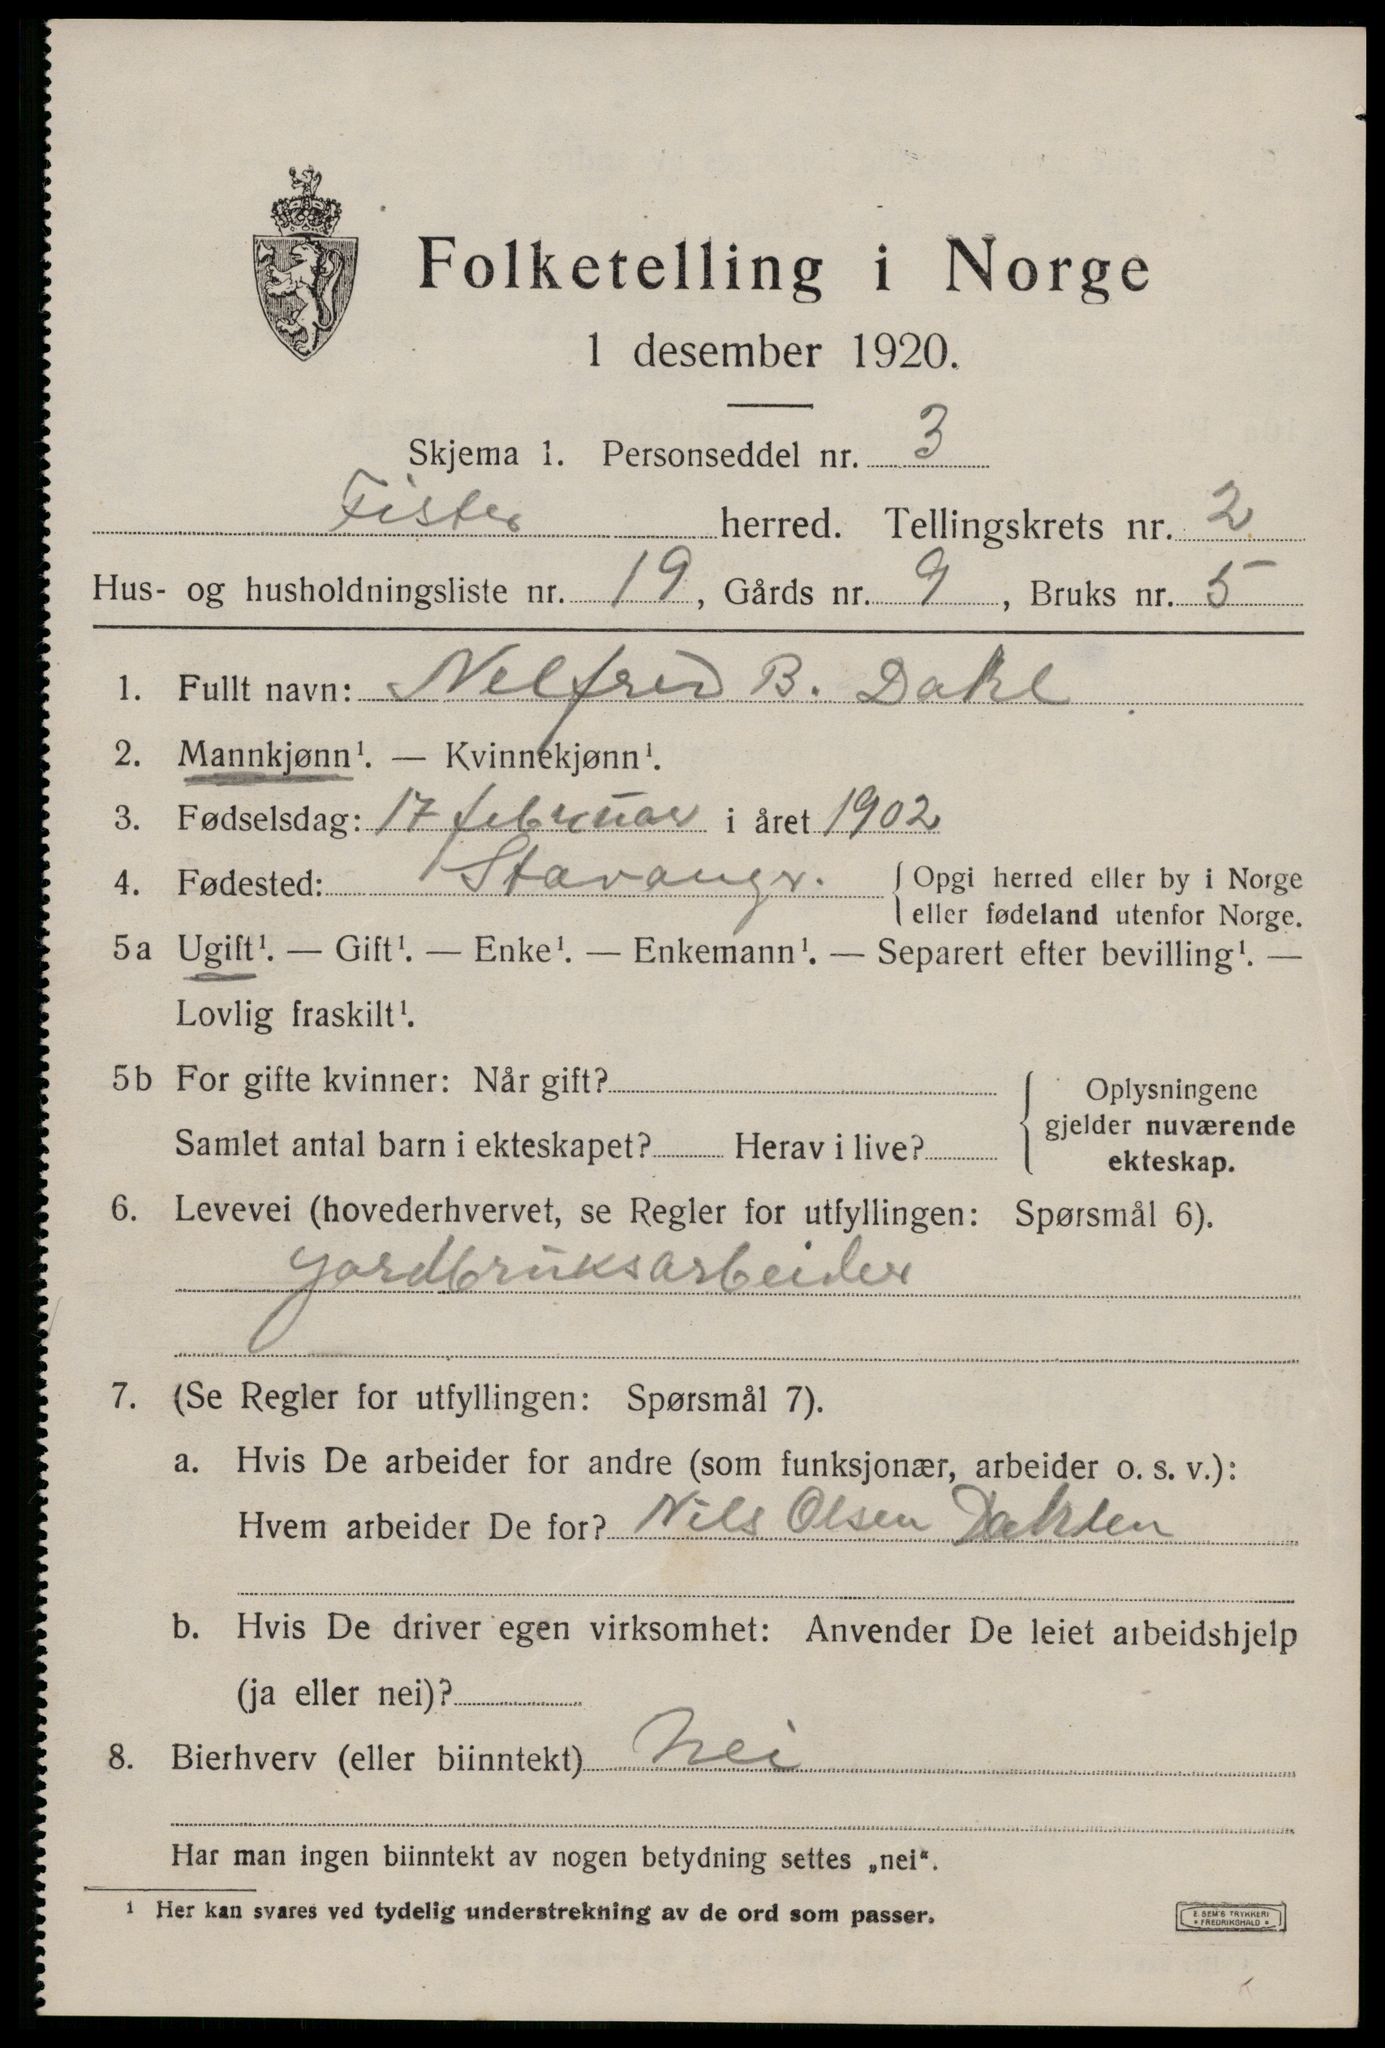 Folketelling i Norge
1 desember 1920.
Skjema 1. Personseddel nr. 3
Fister herred. Tellingskrets nr. 2
Hus- og husholdningsliste nr. 19, Gårds nr. 9, Bruks nr. 5
1. Fullt navn: Nelfred B. Dahl
2. Mannkjønn¹. — Kvinnekjønn¹.
3. Fødselsdag: 17 februar i året 1902
4. Fødested: Stavangr. { Opgi herred eller by i Norge
eller fødeland utenfor Norge.
5a Ugift¹. — Gift¹. — Enke¹. — Enkemann¹. — Separert efter bevilling¹. —
Lovlig fraskilt¹.
5b For gifte kvinner: Når gift?
Samlet antal barn i ekteskapet? Herav i live?
{ Oplysningene
gjelder nuværende
ekteskap.
6. Levevei (hovederhvervet, se Regler for utfyllingen: Spørsmål 6).
Jordbruksarbeider
7. (Se Regler for utfyllingen: Spørsmål 7).
a. Hvis De arbeider for andre (som funksjonær, arbeider o. s. v.):
Hvem arbeider De for? Nils Olsen
b. Hvis De driver egen virksomhet: Anvender De leiet arbeidshjelp
(ja eller nei)?
8. Bierhverv (eller biinntekt) Nei
Har man ingen biinntekt av nogen betydning settes „nei“.
¹ Her kan svares ved tydelig understrekning av de ord som passer.
E. SEM'S TRYKKERI
* FREDRIKSHALD *